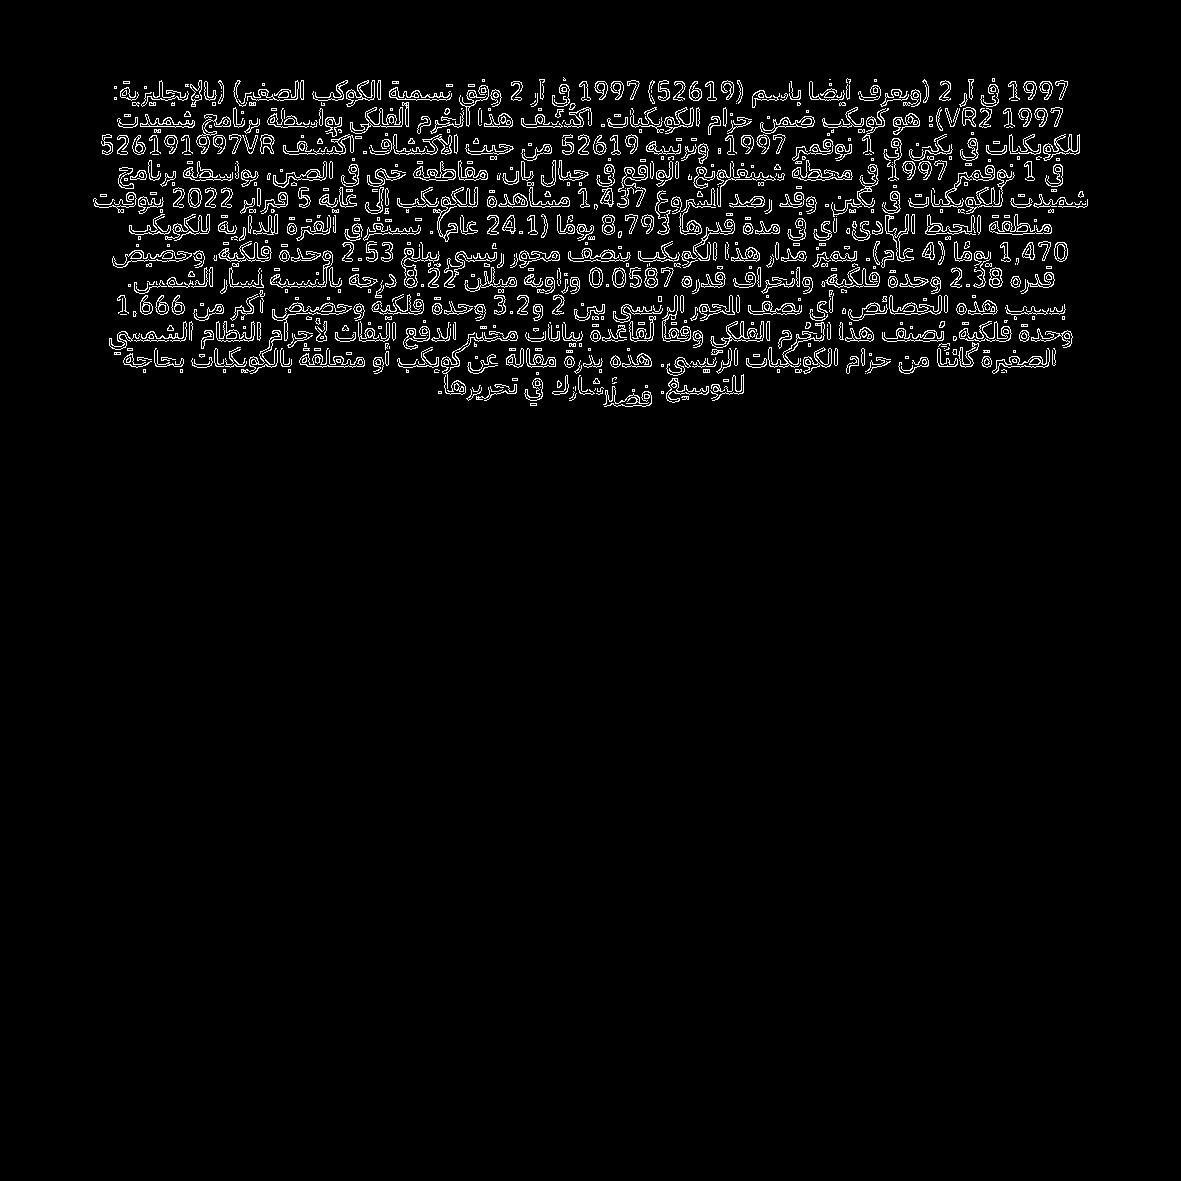 1997 في آر 2 (ويعرف أيضًا باسم (52619) 1997 في آر 2 وفق تسمية الكوكب الصغير) (بالإنجليزية:
1997 VR2)؛ هو كويكب ضمن حزام الكويكبات. اكتُشف هذا الجُرم الفلكي بواسطة برنامج شميدت
للكويكبات في بكين في 1 نوفمبر 1997، وترتيبه 52619 من حيث الاكتشاف. اكتُشف 526191997VR
في 1 نوفمبر 1997 في محطة شينغلونغ، الواقع في جبال يان، مقاطعة خبي في الصين، بواسطة برنامج
شميدت للكويكبات في بكين. وقد رصد المشروع 1,437 مشاهدة للكويكب إلى غاية 5 فبراير 2022 بتوقيت
منطقة المحيط الهادئ، أي في مدة قدرها 8,793 يومًا (24.1 عام). تستغرق الفترة المدارية للكويكب
1,470 يومًا (4 عام). يتميز مدار هذا الكويكب بنصف محور رئيسي يبلغ 2.53 وحدة فلكية، وحضيض
قدره 2.38 وحدة فلكية، وانحراف قدره 0.0587 وزاوية ميلان 8.22 درجة بالنسبة لمسار الشمس.
بسبب هذه الخصائص، أي نصف المحور الرئيسي بين 2 و3.2 وحدة فلكية وحضيض أكبر من 1,666
وحدة فلكية، يُصنف هذا الجُرم الفلكي وفقًا لقاعدة بيانات مختبر الدفع النفاث لأجرام النظام الشمسي
الصغيرة كائنًا من حزام الكويكبات الرئيسي. هذه بذرة مقالة عن كويكب أو متعلقة بالكويكبات بحاجة
للتوسيع. فضلًا شارك في تحريرها.